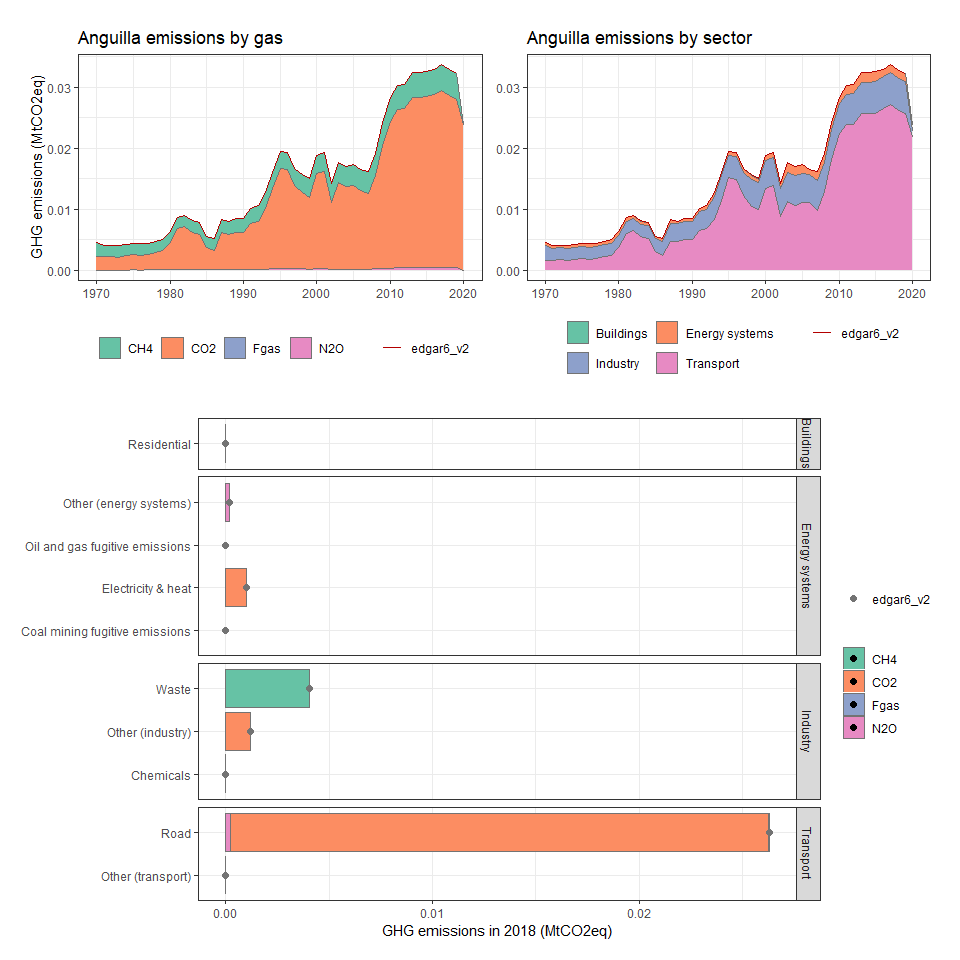 Anguilla emissions by gas
GHG emissions (MtCO2eq)
0.03
0.02
0.01
0.00
1970 1980 1990 2000 2010 2020
CH4 CO2 Fgas N2O edgar6_v2
Anguilla emissions by sector
0.03
0.02
0.01
0.00
1970 1980 1990 2000 2010 2020
Buildings Energy systems edgar6_v2
Industry Transport
Residential
Buildings
Other (energy systems)
Oil and gas fugitive emissions
Electricity & heat
Coal mining fugitive emissions
Energy systems
Waste
Other (industry)
Chemicals
Industry
Road
Other (transport)
Transport
0.00 0.01 0.02
GHG emissions in 2018 (MtCO2eq)
edgar6_v2
CH4
CO2
Fgas
N2O